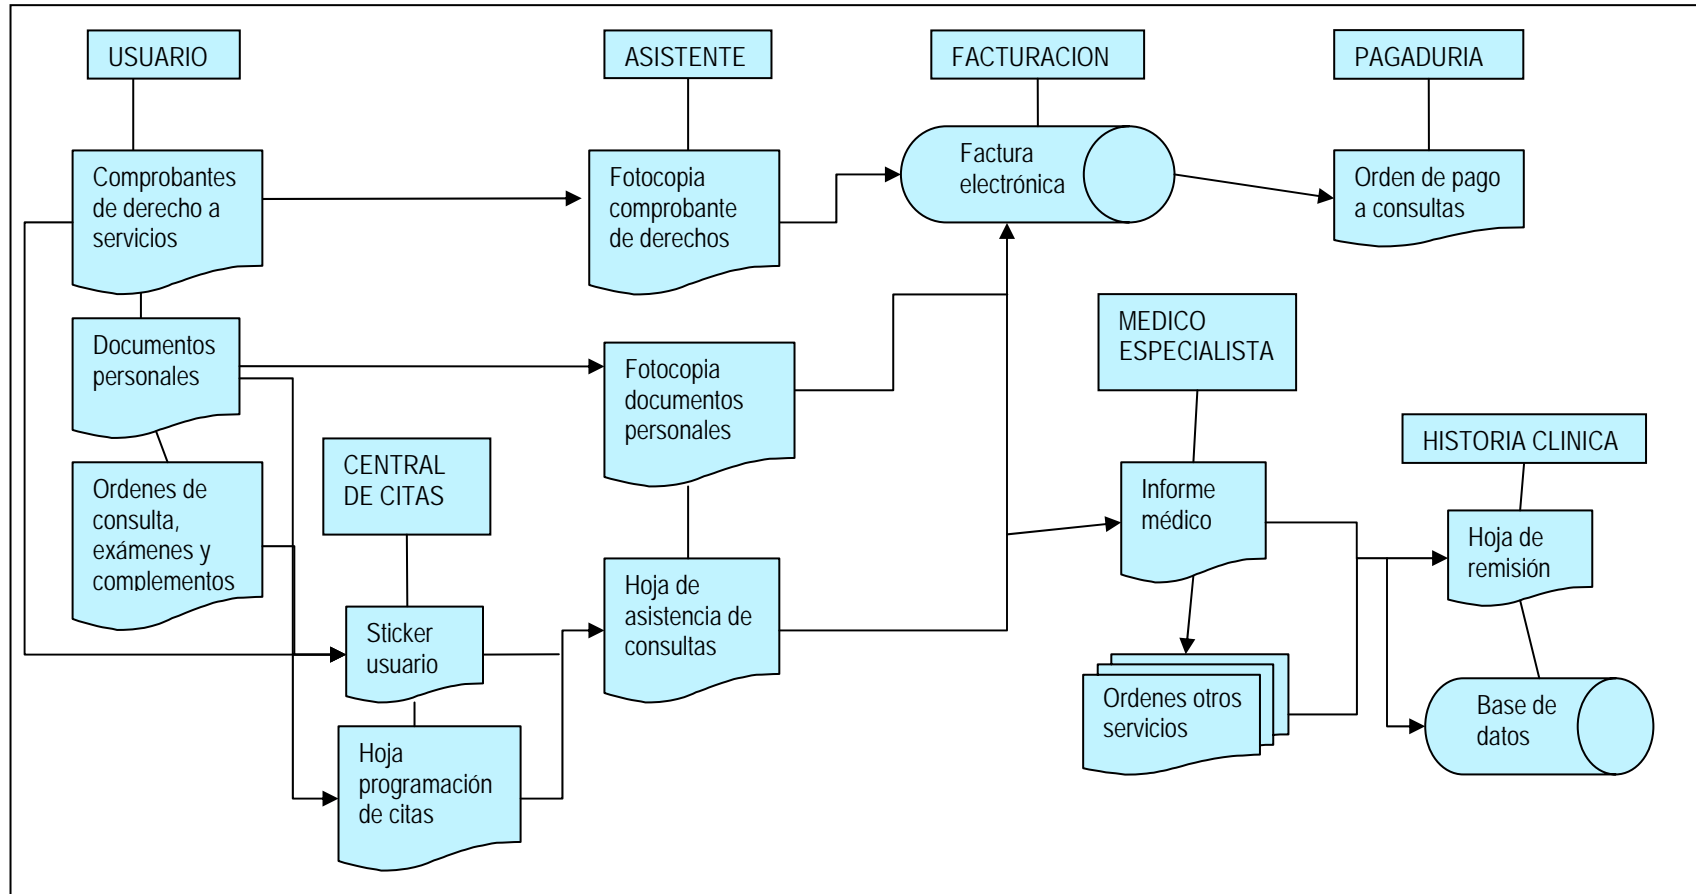 USUARIO
ASISTENTE
FACTURACION
PAGADURIA
Comprobantes
de derecho a
servicios
Fotocopia
comprobante
de derechos
Factura
electrónica
Orden de pago
a consultas
Documentos
personales
Fotocopia
documentos
personales
MEDICO
ESPECIALISTA
HISTORIA CLINICA
CENTRAL
DE CITAS
Ordenes de
consulta,
exámenes y
complementos
Informe
médico
Hoja de
remisión
Hoja de
asistencia de
consultas
Sticker
usuario
Ordenes otros
servicios
Base de
datos
Hoja
programación
de citas